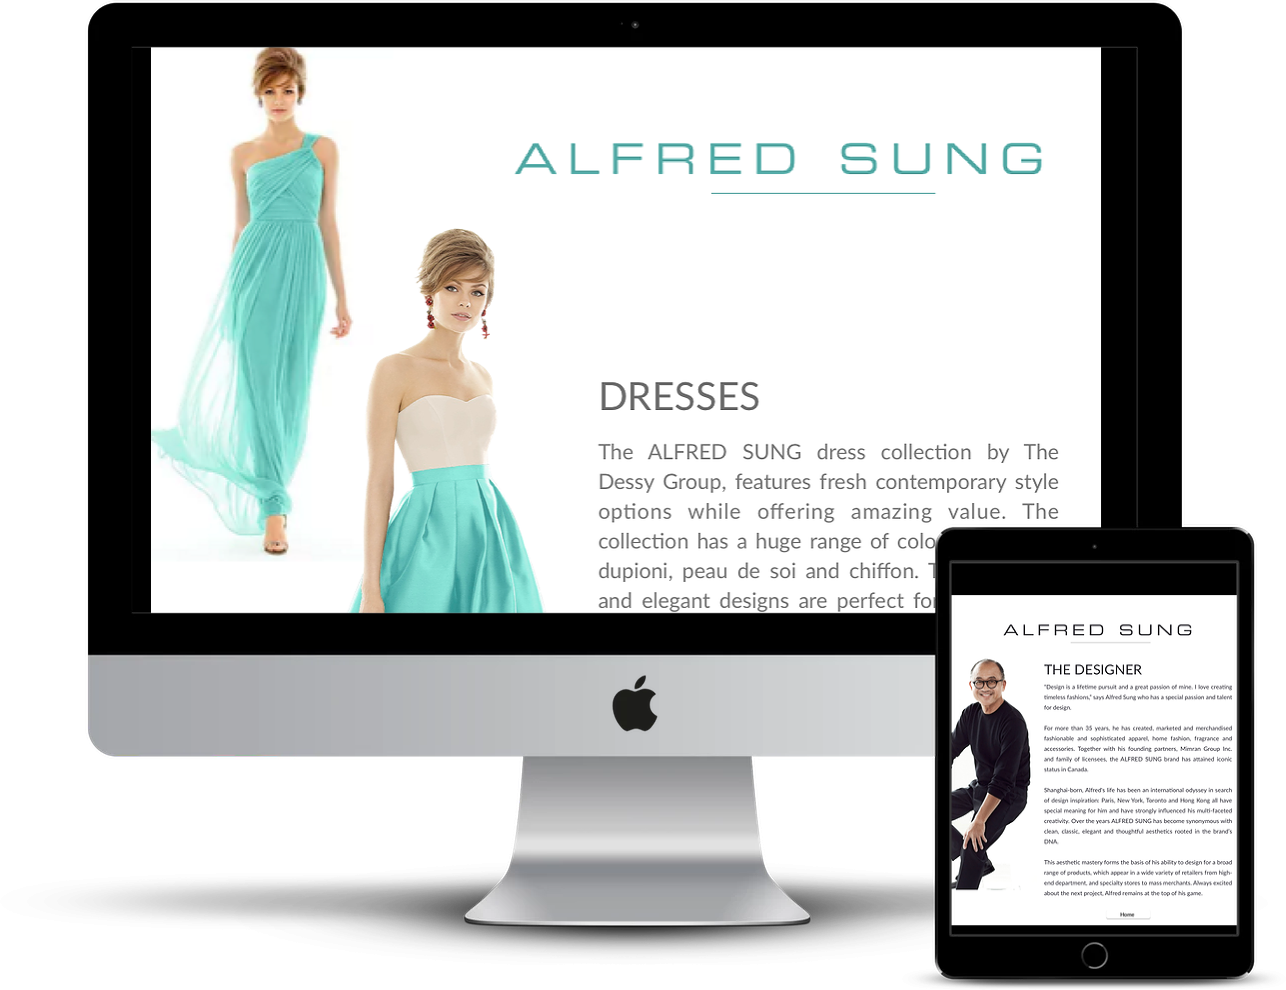 ALFRED SUNG
DRESSES
The ALFRED SUNG dress collection by The
Dessy Group, features fresh contemporary style
options while offering amazing value. The
collection has a huge range of colo
dupioni, peau de soi and chiffon. T
and elegant designs are perfect for
ALFRED SUNG
THE DESIGNER
"Design is a lifetime pursuit and a great passion of mine. I love creating
timeless fashions," says Alfred Sung who has a special passion and talent
for design.
For more than 35 years, he has created, marketed and merchandised
fashionable and sophisticated apparel, home fashion, fragrance and
accessories. Together with his founding partners, Mimran Group Inc.
and family of licensees, the ALFRED SUNG brand has attained iconic
status in Canada.
Shanghai-born, Alfred's life has been an international odyssey in search
of design inspiration: Paris, New York, Toronto and Hong Kong all have
special meaning for him and have strongly influenced his multi-faceted
creativity. Over the years ALFRED SUNG has become synonymous with
clean, classic, elegant and thoughtful aesthetics rooted in the brand's
DNA.
This aesthetic mastery forms the basis of his ability to design for a broad
range of products, which appear in a wide variety of retailers from high-
end department, and specialty stores to mass merchants. Always excited
about the next project, Alfred remains at the top of his game.
Home